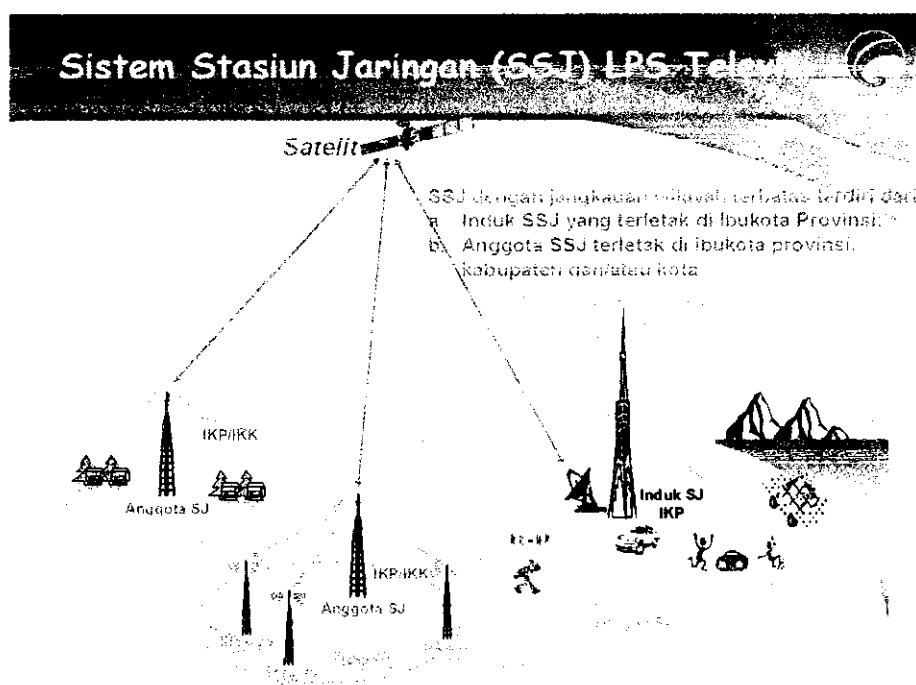 Sistem Stasiun Jaringan (SSJ) LPS
Satelit
SSJ dengan jangkauan wilayah terbatas terdiri dari
a. Induk SSJ yang terletak di Ibukota Provinsi;
b. Anggota SSJ terletak di ibukota provinsi,
kabupaten dan/atau kota
IKP/IKK
Anggota SJ
Induk SJ
IKP
IKP/IKK
Anggota SJ